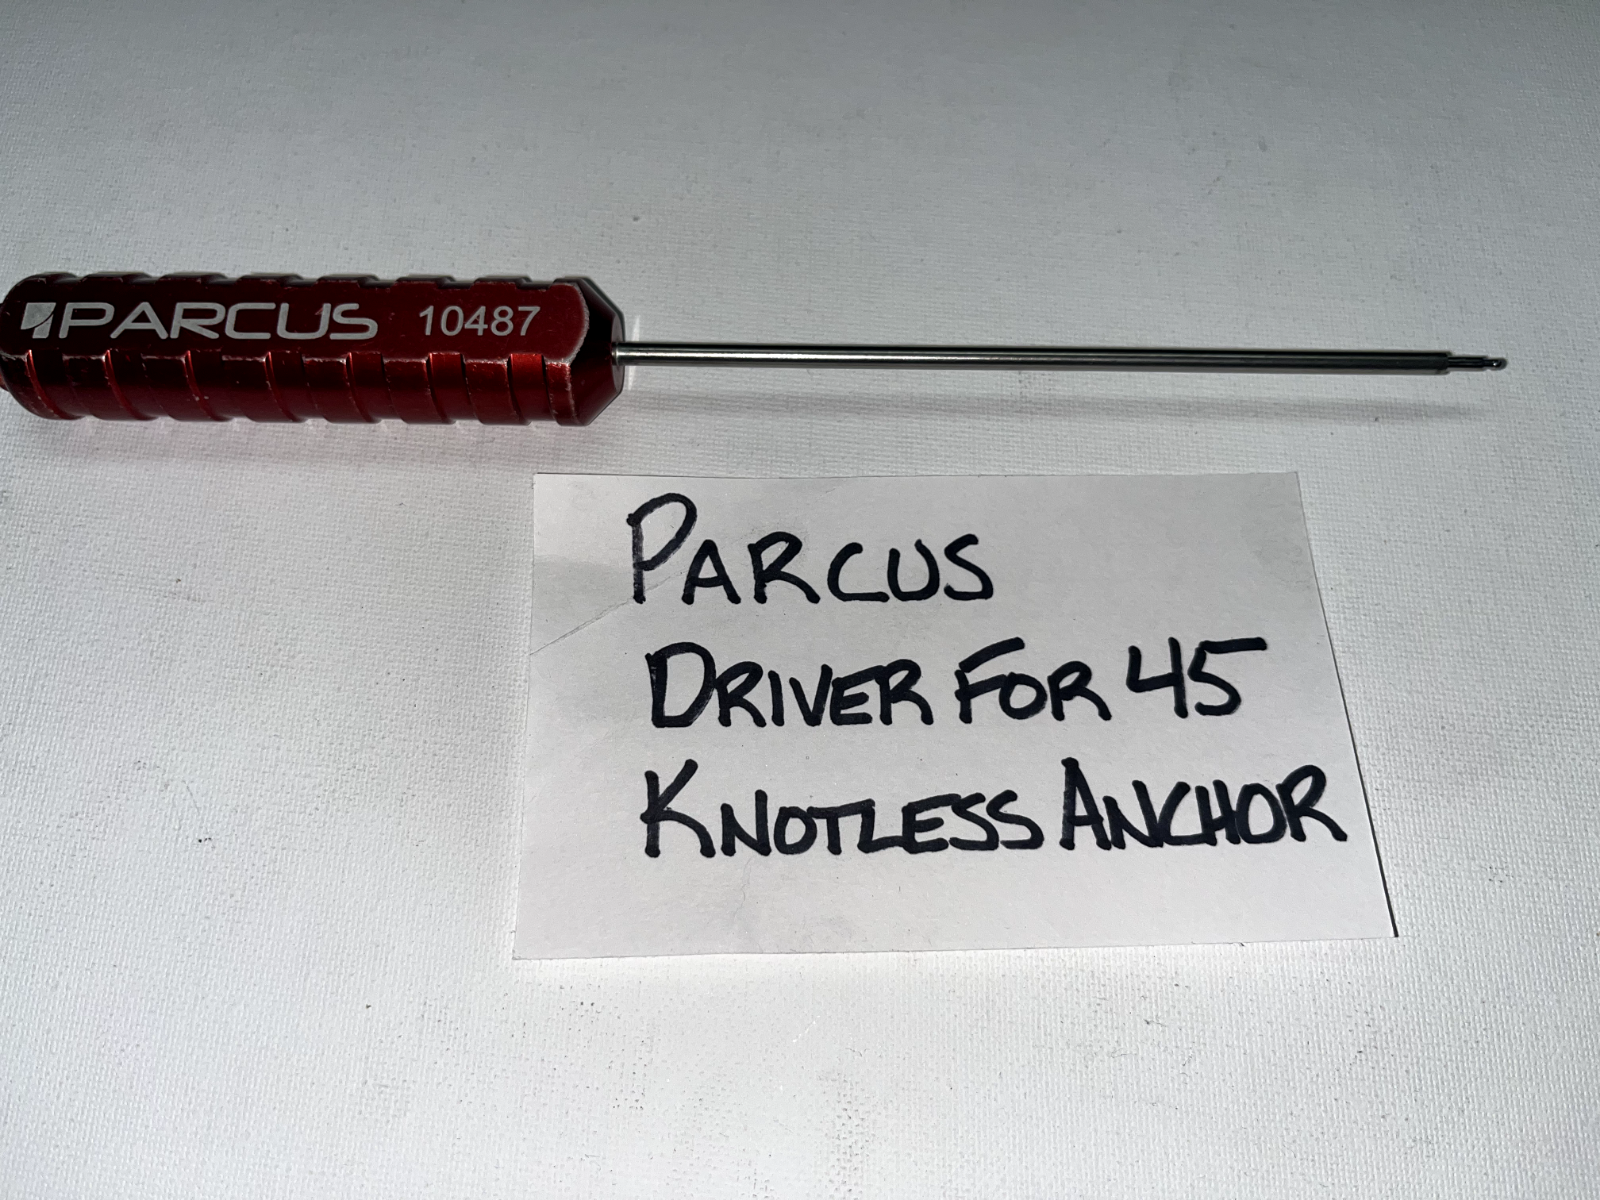 PARCUS 10487
PARCUS
DRIVER FOR 45
KNOTLESS ANCHOR